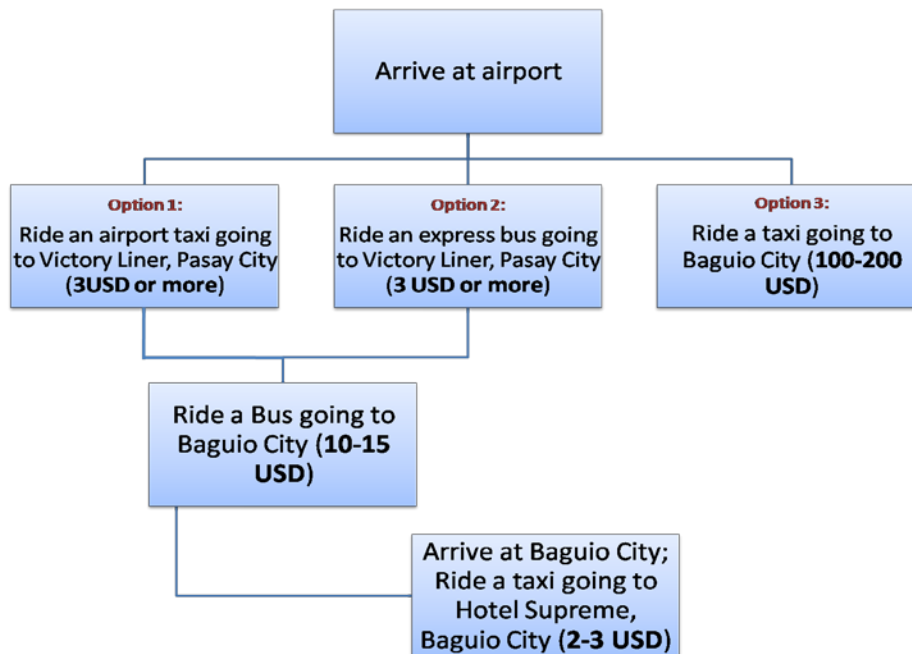 Arrive at airport
Option 1:
Ride an airport taxi going
to Victory Liner, Pasay City
(3USD or more)
Option 2:
Ride an express bus going
to Victory Liner, Pasay City
(3 USD or more)
Option 3:
Ride a taxi going to
Baguio City (100-200
USD)
Ride a Bus going to
Baguio City (10-15
USD)
Arrive at Baguio City;
Ride a taxi going to
Hotel Supreme,
Baguio City (2-3 USD)